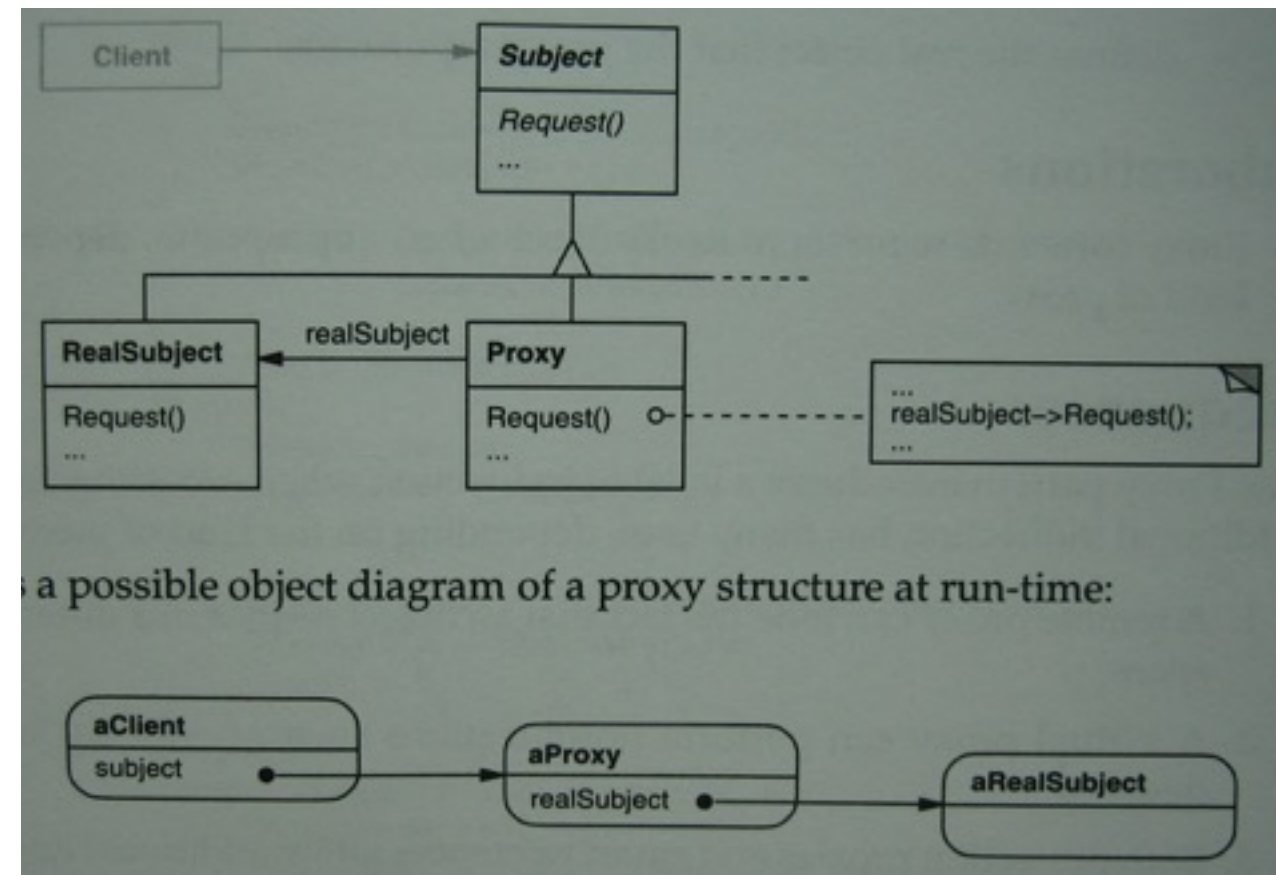 Client
Subject
Request()
...
realSubject
RealSubject
Request()
...
Proxy
Request()
...
...
realSubject–>Request();
...
a possible object diagram of a proxy structure at run-time:
aClient
subject
aProxy
realSubject
aRealSubject